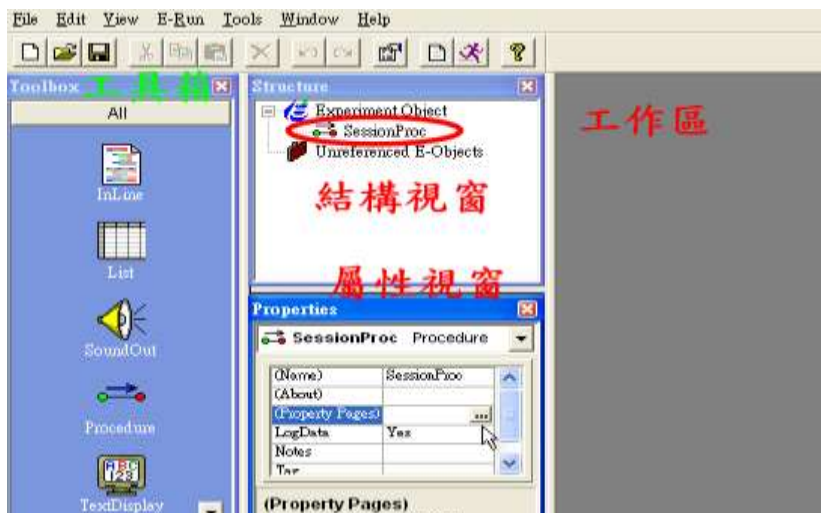 File Edit View E-Run Tools Window Help
Toolbox 工具箱
All
InLine
List
SoundOut
Procedure
TextDisplay
Structure
Experiment Object
SessionProc
Unreferenced E-Objects
結構視窗
屬性視窗
Properties
SessionProc Procedure
(Name) SessionProc
(About)
(Property Pages) ...
LogData Yes
Notes
Tag
(Property Pages)
工作區